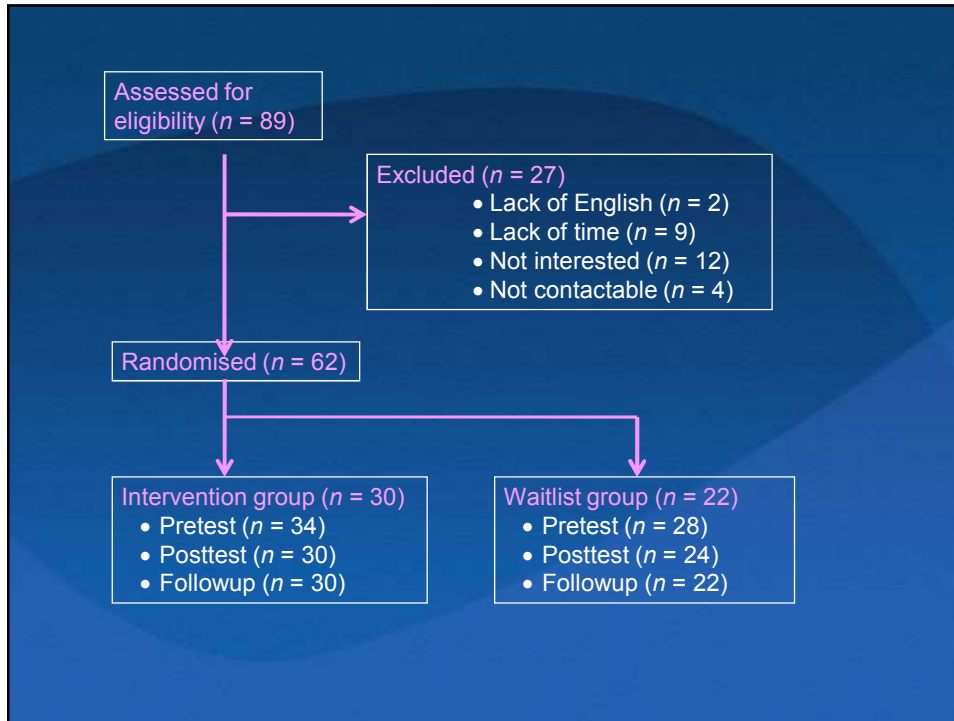 Assessed for
eligibility (n = 89)
Excluded (n = 27)
• Lack of English (n = 2)
• Lack of time (n = 9)
• Not interested (n = 12)
• Not contactable (n = 4)
Randomised (n = 62)
Intervention group (n = 30)
• Pretest (n = 34)
• Posttest (n = 30)
• Followup (n = 30)
Waitlist group (n = 22)
• Pretest (n = 28)
• Posttest (n = 24)
• Followup (n = 22)